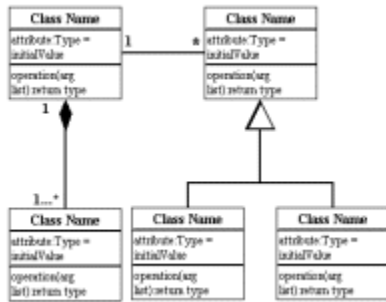 Class Name
attribute:Type =
initialValue
operation(arg
list):return type
1
*
Class Name
attribute:Type =
initialValue
operation(arg
list):return type
1
1...*
Class Name
attribute:Type =
initialValue
operation(arg
list):return type
Class Name
attribute:Type =
initialValue
operation(arg
list):return type
Class Name
attribute:Type =
initialValue
operation(arg
list):return type